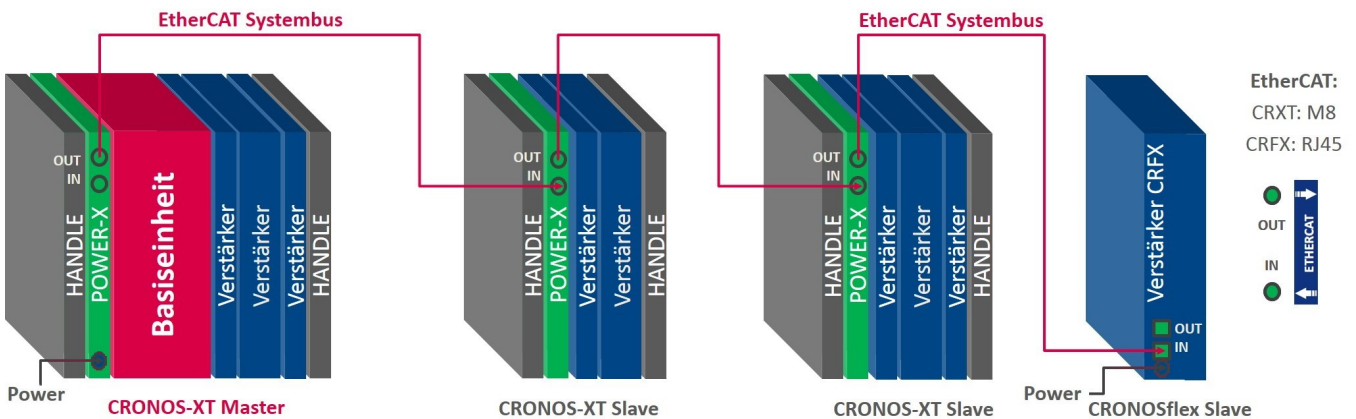 EtherCAT Systembus
EtherCAT Systembus
OUT
IN
HANDLE
POWER-X
Basiseinheit
Verstärker
Verstärker
Verstärker
HANDLE
Power
CRONOS-XT Master
OUT
IN
HANDLE
POWER-X
Verstärker
Verstärker
HANDLE
CRONOS-XT Slave
OUT
IN
HANDLE
POWER-X
Verstärker
Verstärker
Verstärker
HANDLE
CRONOS-XT Slave
Verstärker CRFX
OUT
IN
Power
CRONOSflex Slave
EtherCAT:
CRXT: M8
CRFX: RJ45
OUT
IN
ETHERCAT